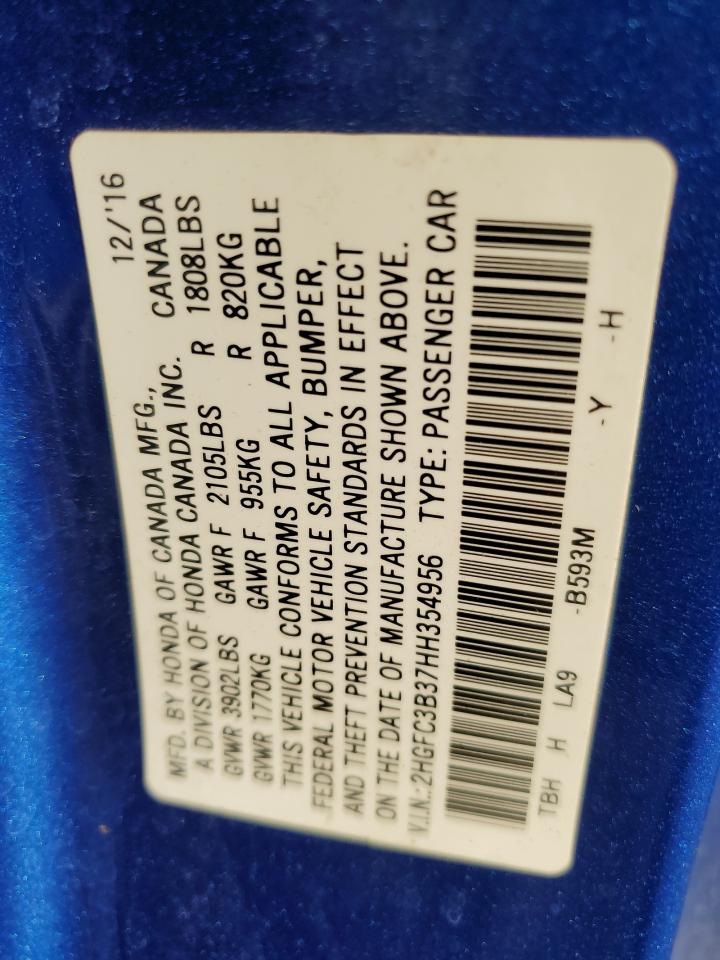 MFD. BY HONDA OF CANADA MFG., 12/'16
A DIVISION OF HONDA CANADA INC. CANADA
GVWR 3902LBS GAWR F 2105LBS R 1808LBS
GVWR 1770KG GAWR F 955KG R 820KG
THIS VEHICLE CONFORMS TO ALL APPLICABLE
FEDERAL MOTOR VEHICLE SAFETY, BUMPER,
AND THEFT PREVENTION STANDARDS IN EFFECT
ON THE DATE OF MANUFACTURE SHOWN ABOVE.
V.I.N.:2HGFC3B37HH354956 TYPE: PASSENGER CAR
TBH H LA9 -B593M -Y -H